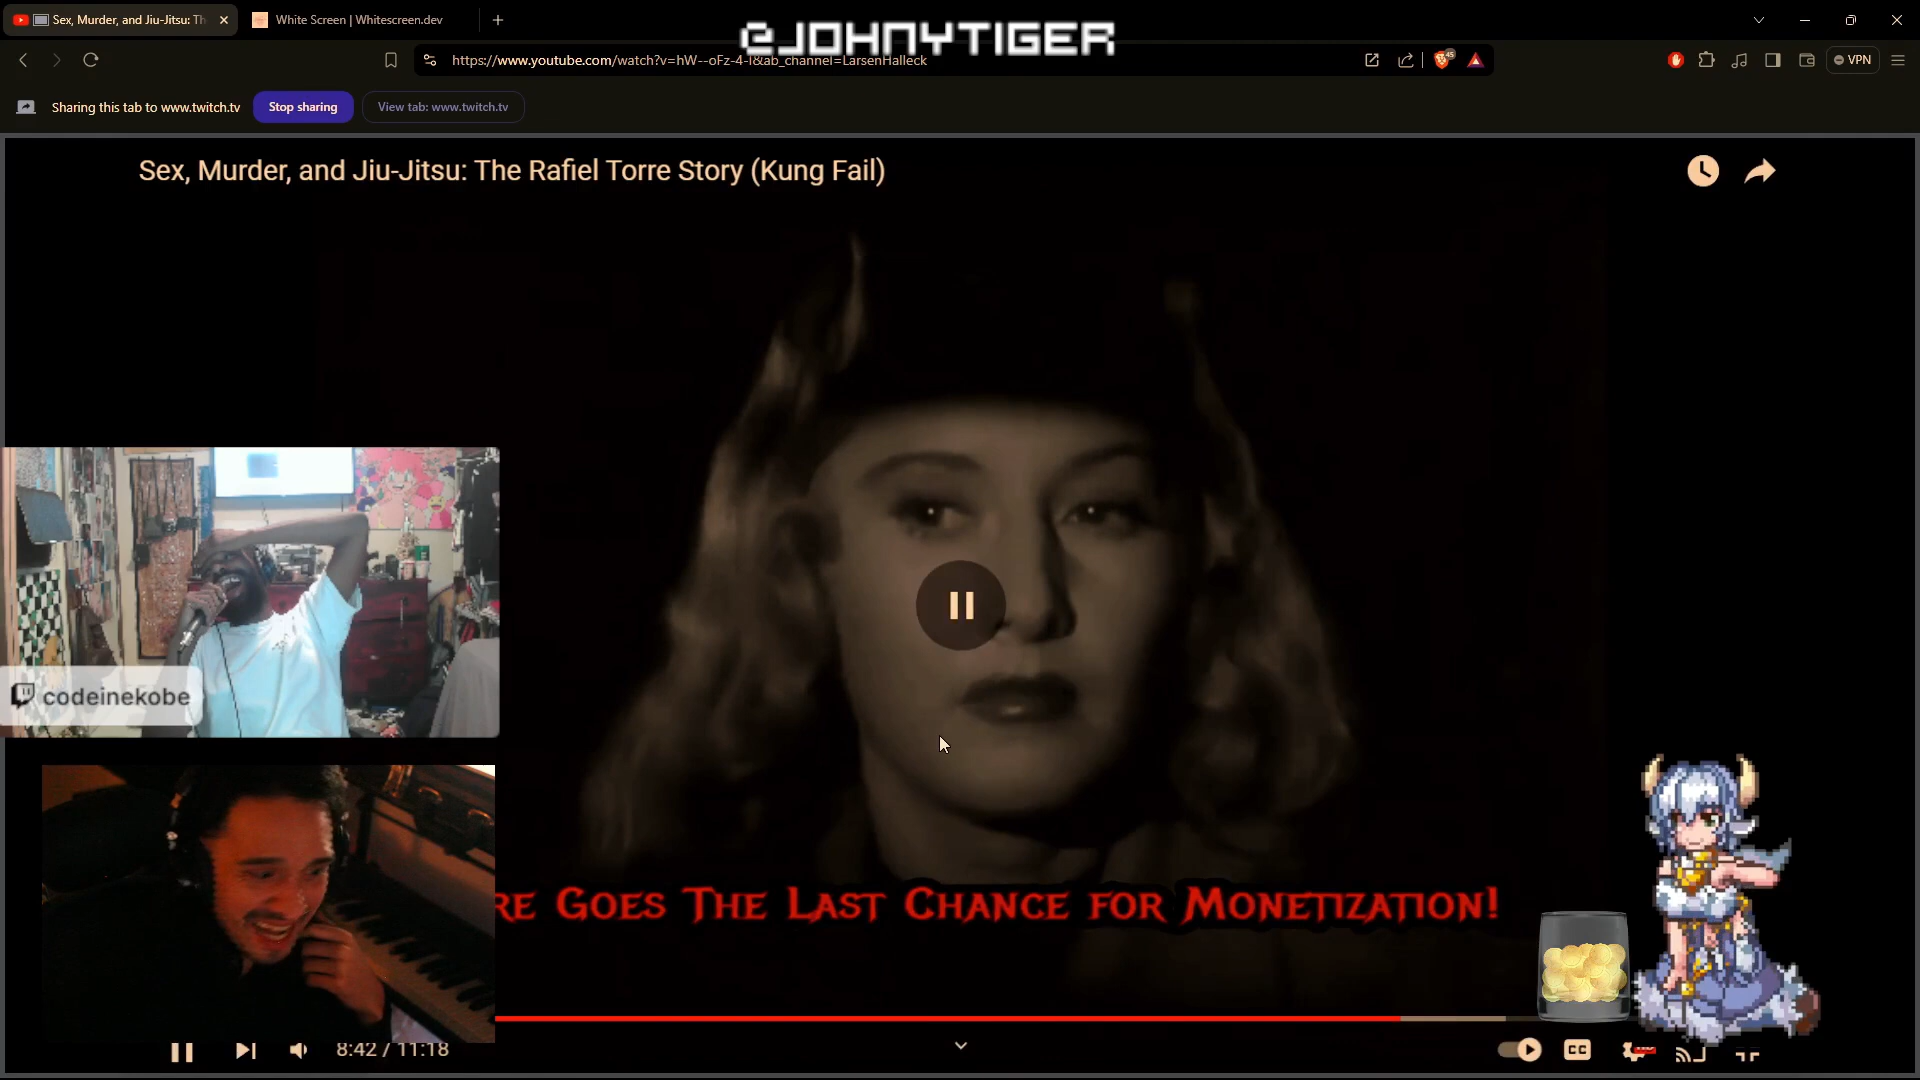 Sex, Murder, and Jiu-Jitsu: Th
White Screen | Whitescreen.dev
@JOHNYTIGER
https://www.youtube.com/watch?v=hW--oFz-4-I&ab_channel=LarsenHalleck
45
VPN
Sharing this tab to www.twitch.tv
Stop sharing
View tab: www.twitch.tv
Sex, Murder, and Jiu-Jitsu: The Rafiel Torre Story (Kung Fail)
codeinekobe
RE GOES THE LAST CHANCE FOR MONETIZATION!
8:42 / 11:18
CC